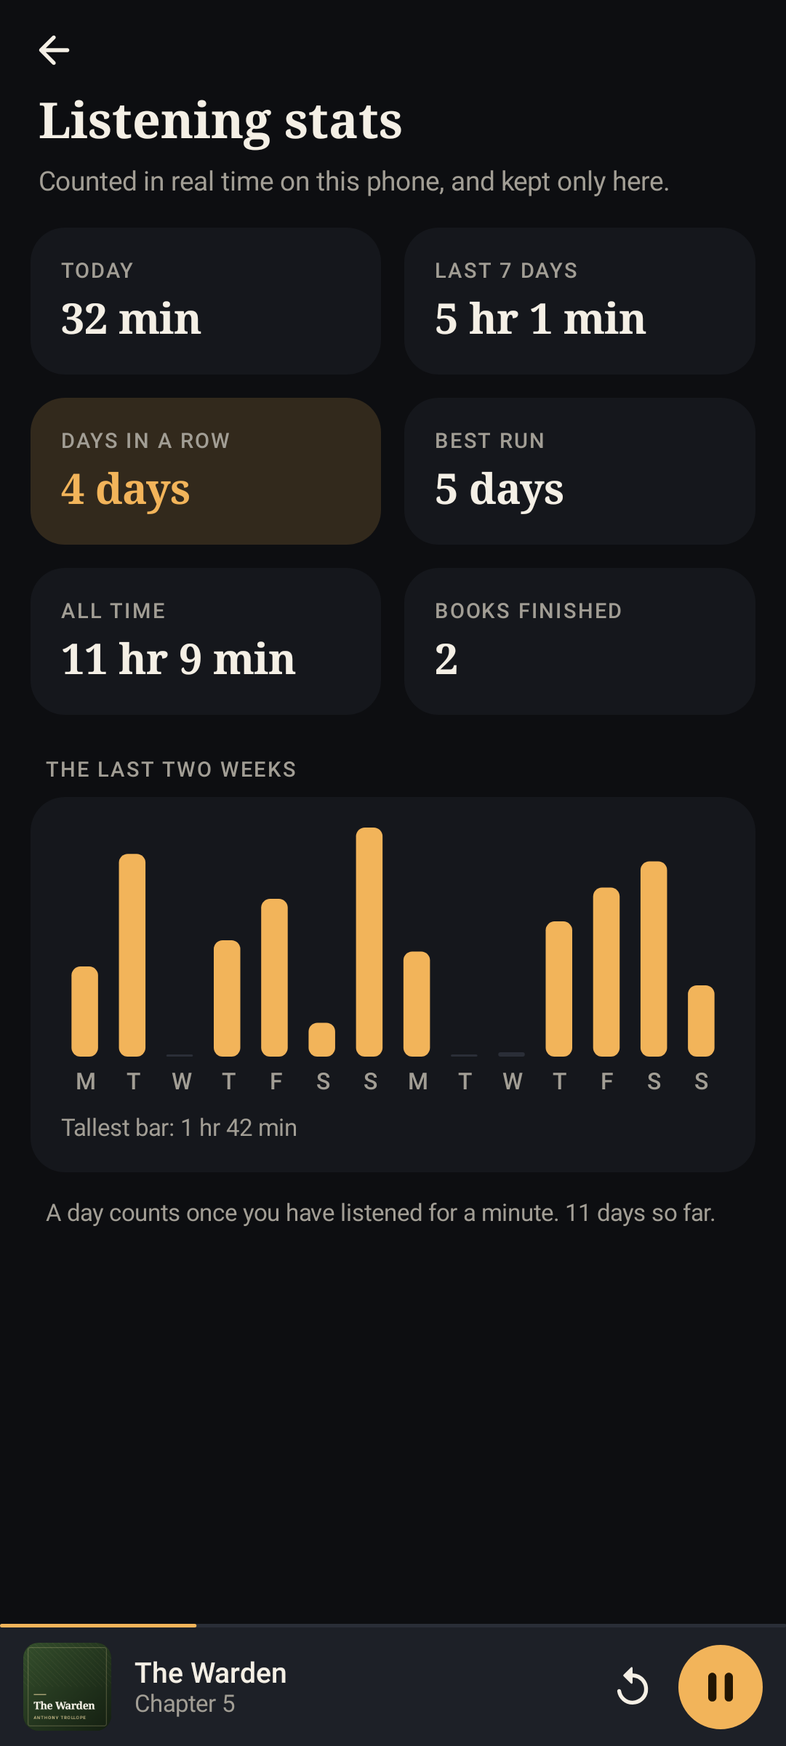 Listening stats
Counted in real time on this phone, and kept only here.
TODAY
32 min
LAST 7 DAYS
5 hr 1 min
DAYS IN A ROW
4 days
BEST RUN
5 days
ALL TIME
11 hr 9 min
BOOKS FINISHED
2
THE LAST TWO WEEKS
M T W T F S S M T W T F S S
Tallest bar: 1 hr 42 min
A day counts once you have listened for a minute. 11 days so far.
The Warden
ANTHONY TROLLOPE
The Warden
Chapter 5